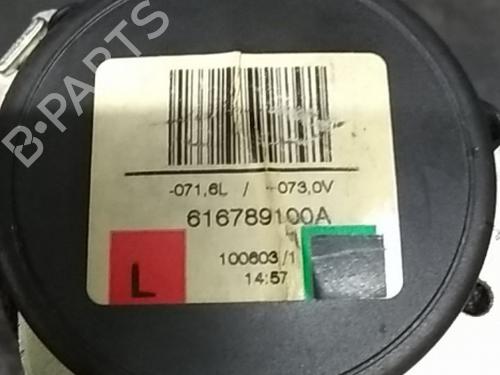 B-PARTS
-071,6L / -073,0V
616789100A
100603 /1
14:57
L